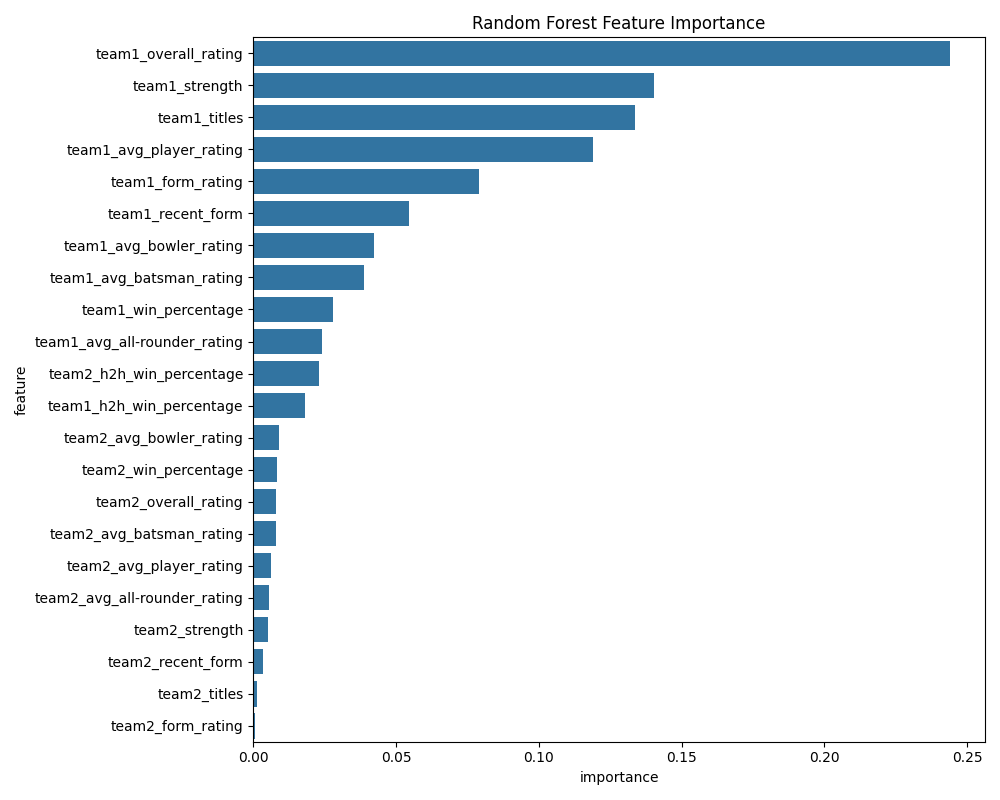 Random Forest Feature Importance
team1_overall_rating
team1_strength
team1_titles
team1_avg_player_rating
team1_form_rating
team1_recent_form
team1_avg_bowler_rating
team1_avg_batsman_rating
team1_win_percentage
team1_avg_all-rounder_rating
team2_h2h_win_percentage
team1_h2h_win_percentage
team2_avg_bowler_rating
team2_win_percentage
team2_overall_rating
team2_avg_batsman_rating
team2_avg_player_rating
team2_avg_all-rounder_rating
team2_strength
team2_recent_form
team2_titles
team2_form_rating
feature
0.00 0.05 0.10 0.15 0.20 0.25
importance